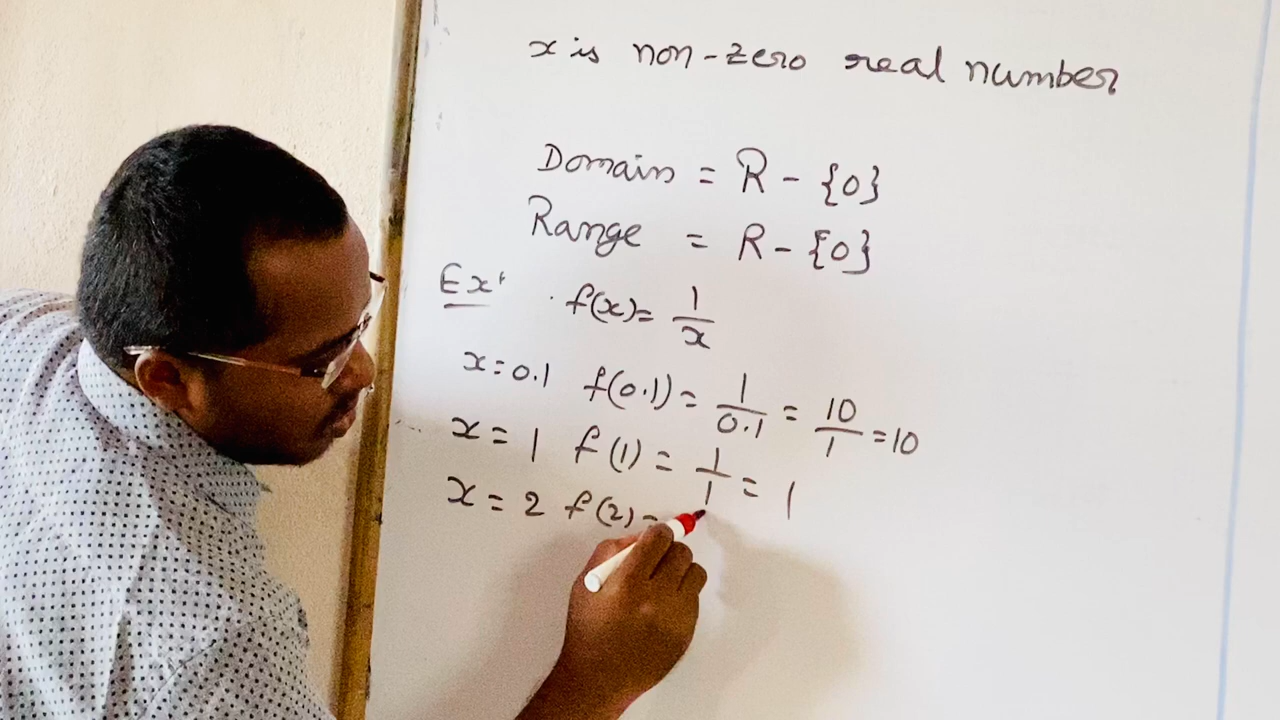 x is non-zero real number
Domain = R - {0}
Range = R - {0}
Ex' . f(x) = 1/x
x = 0.1 f(0.1) = 1/0.1 = 10/1 = 10
x = 1 f(1) = 1/1 = 1
x = 2 f(2) =